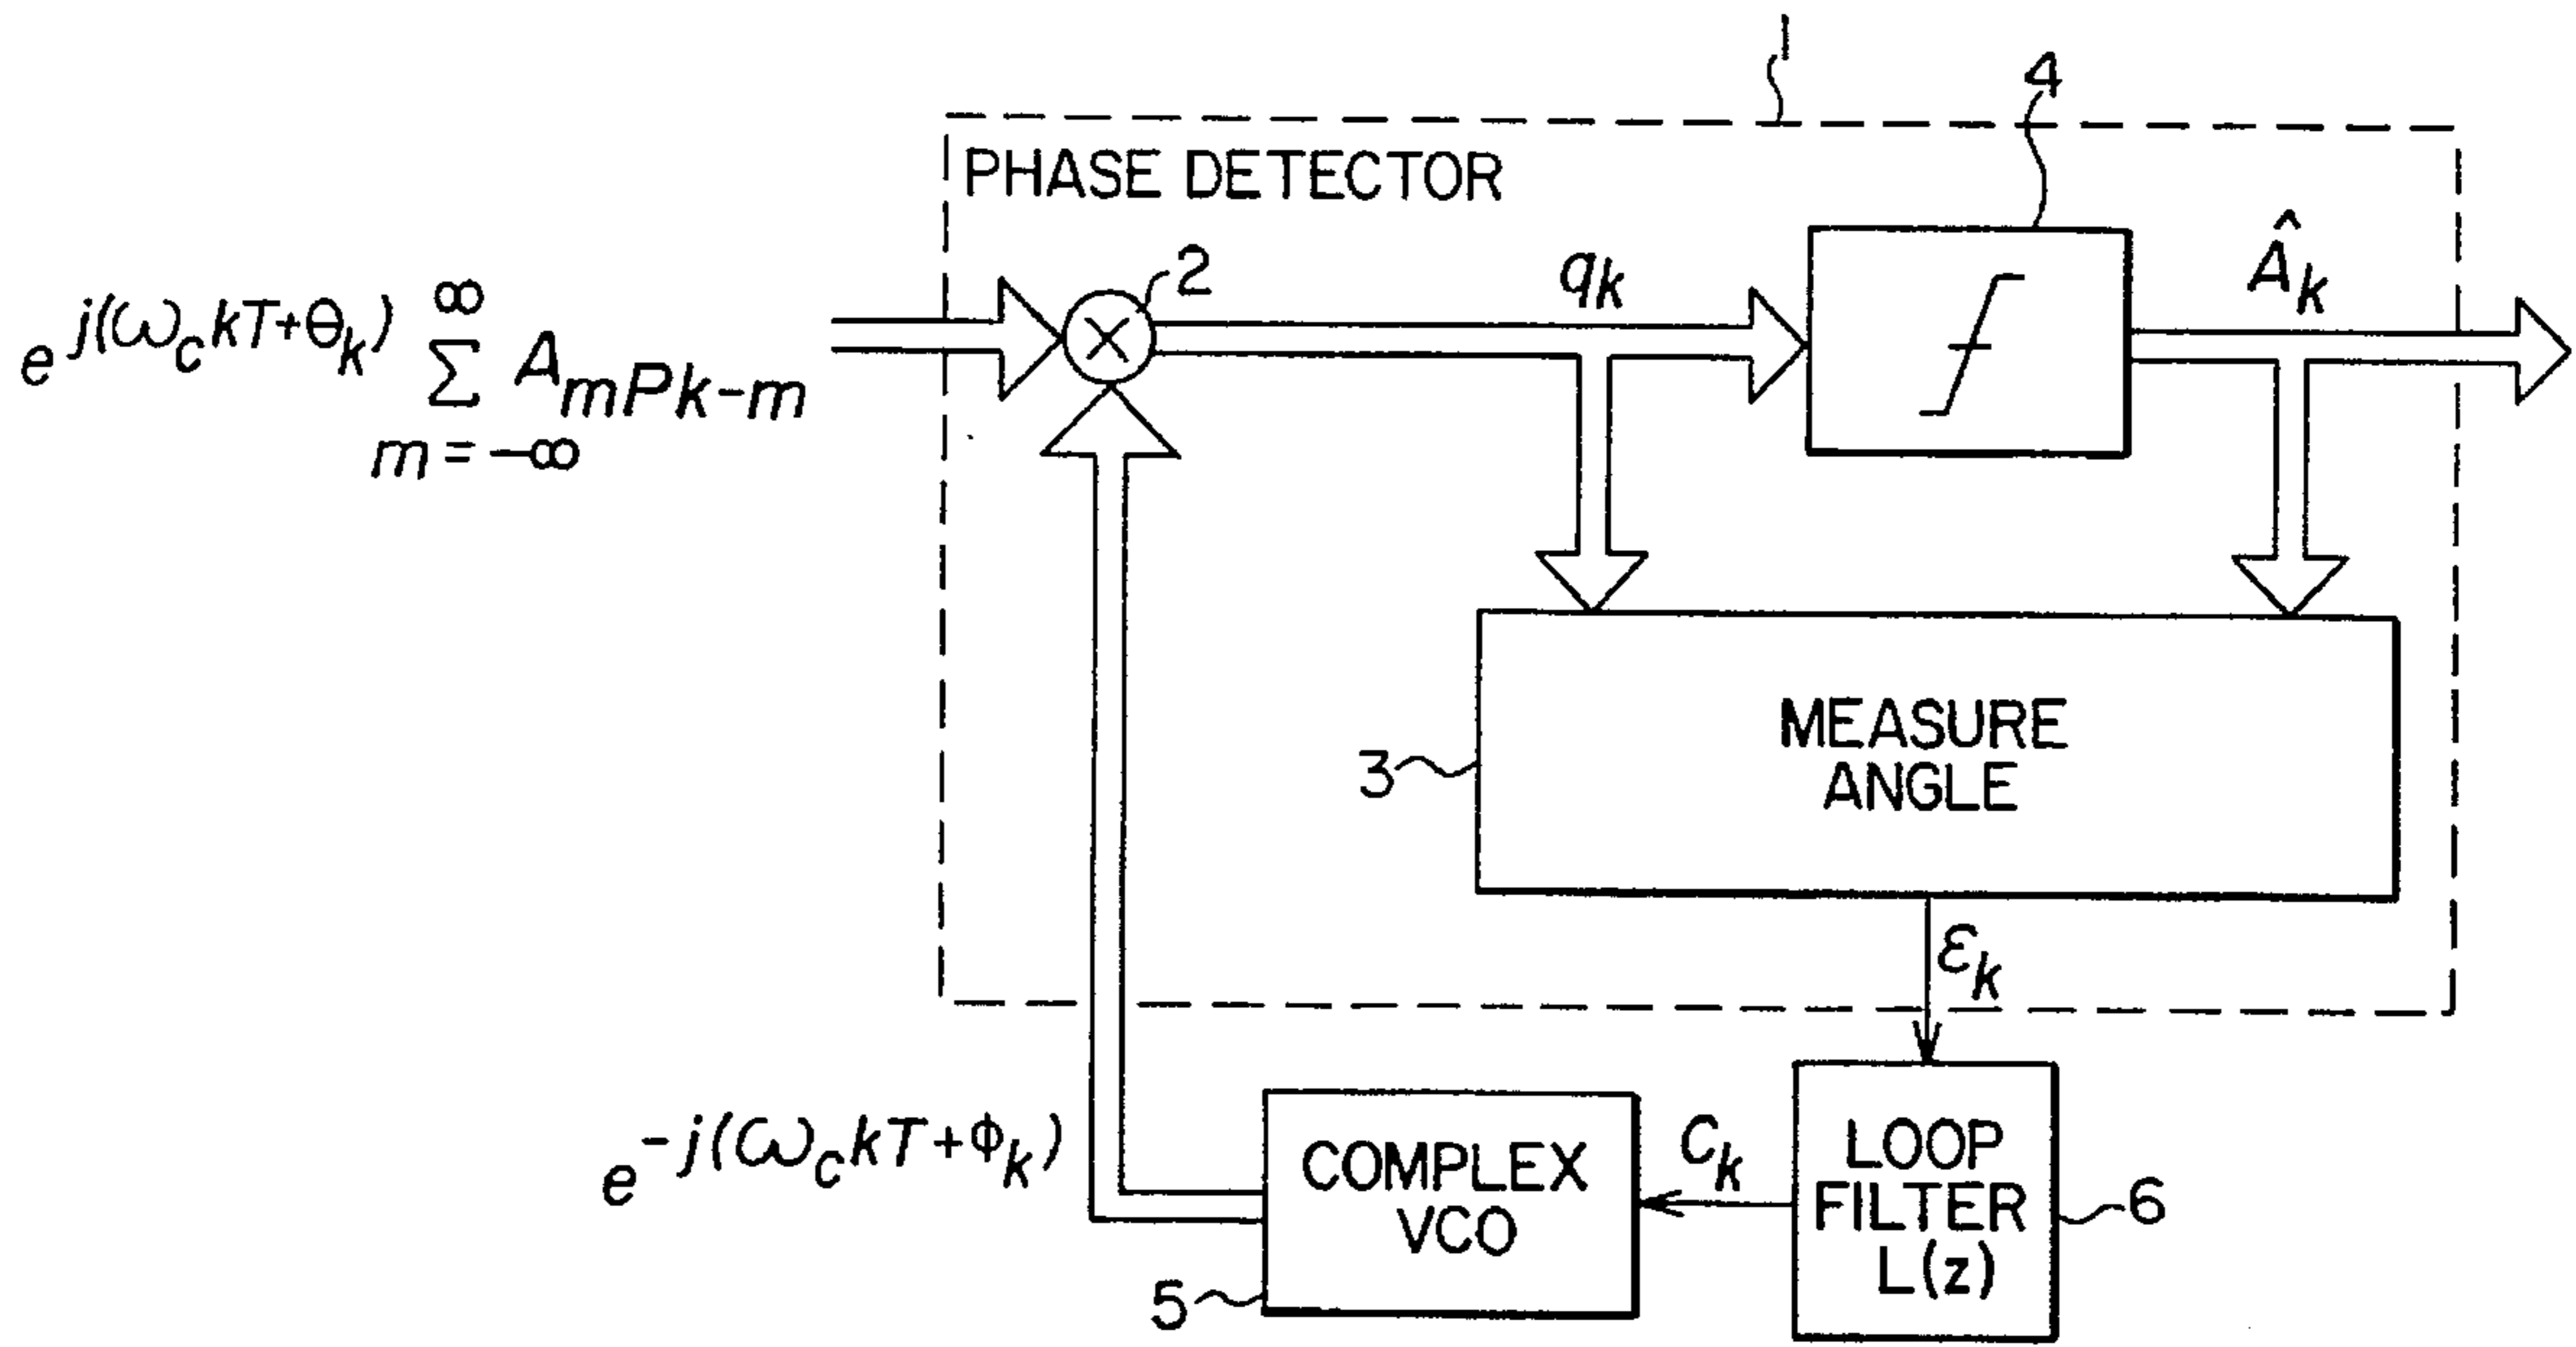 1
4
PHASE DETECTOR
2
q_k
Â_k
e^{j(ω_c kT+θ_k)} ∑_{m=-∞}^{∞} A_m P_{k-m}
MEASURE
ANGLE
3
ε_k
e^{-j(ω_c kT+ϕ_k)}
COMPLEX
VCO
5
C_k
LOOP
FILTER
L(z)
6